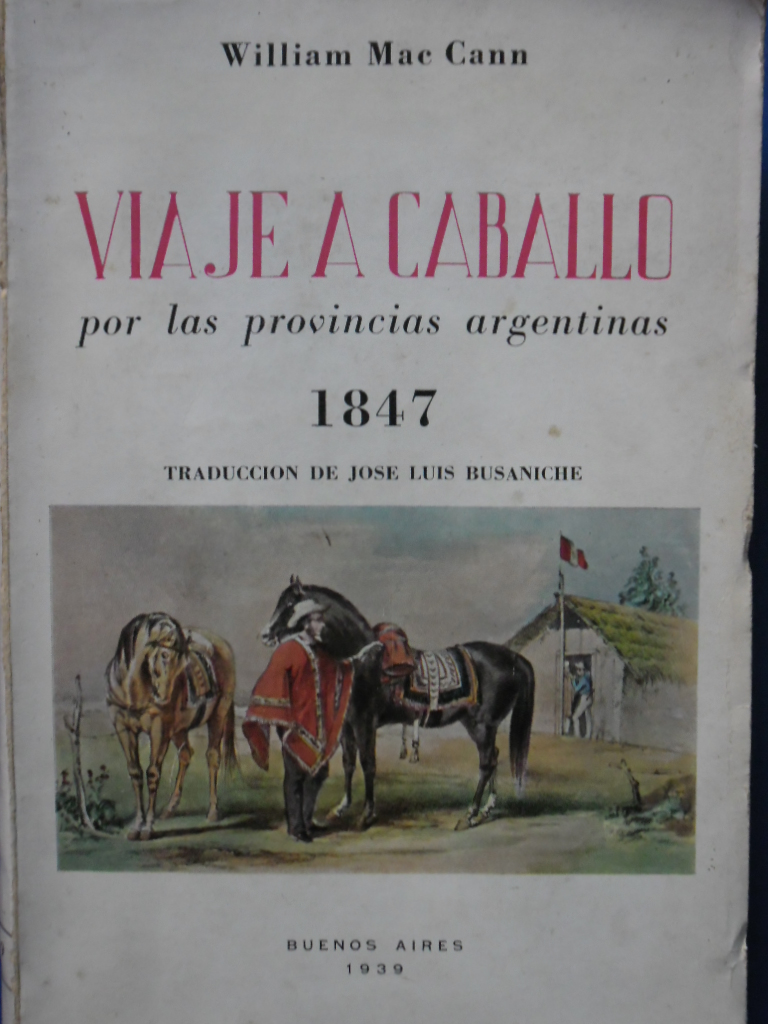 William Mac Cann
VIAJE A CABALLO
por las provincias argentinas
1847
TRADUCCION DE JOSE LUIS BUSANICHE
BUENOS AIRES
1939